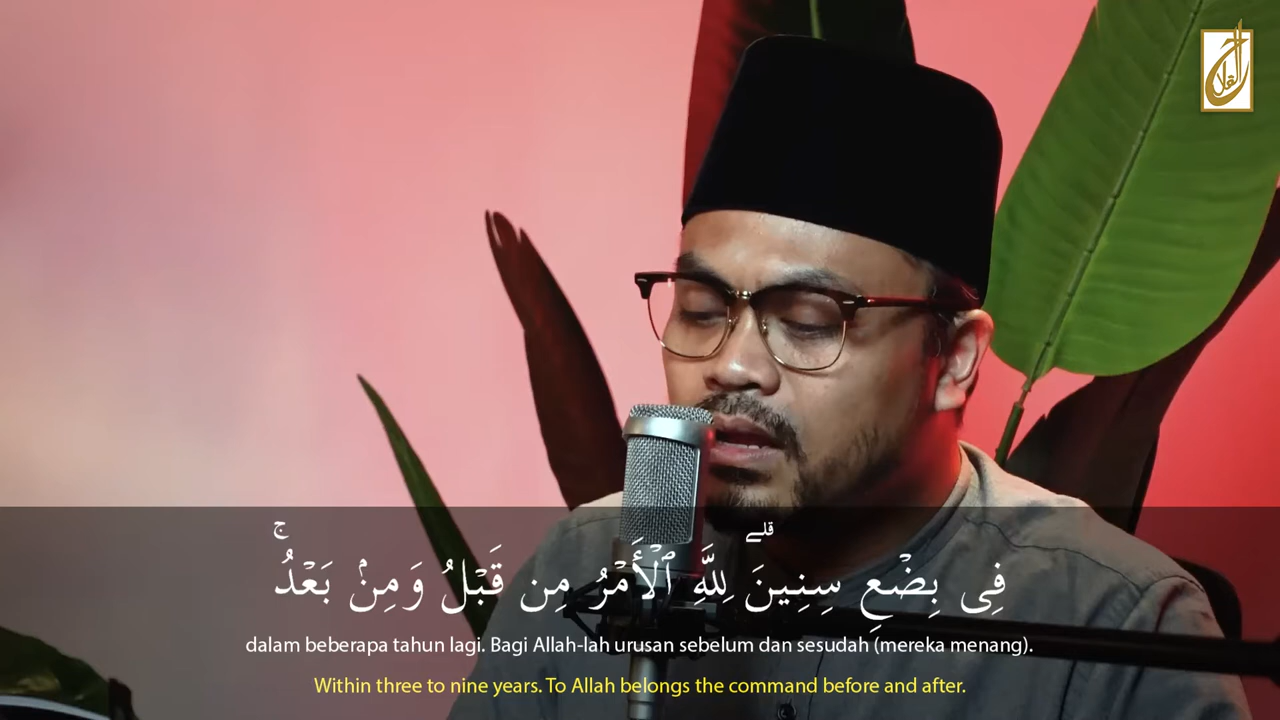 العلاج
فِى بِضْعِ سِنِينَ ۗ لِلَّهِ ٱلْأَمْرُ مِن قَبْلُ وَمِنۢ بَعْدُ ۚ
dalam beberapa tahun lagi. Bagi Allah-lah urusan sebelum dan sesudah (mereka menang).
Within three to nine years. To Allah belongs the command before and after.